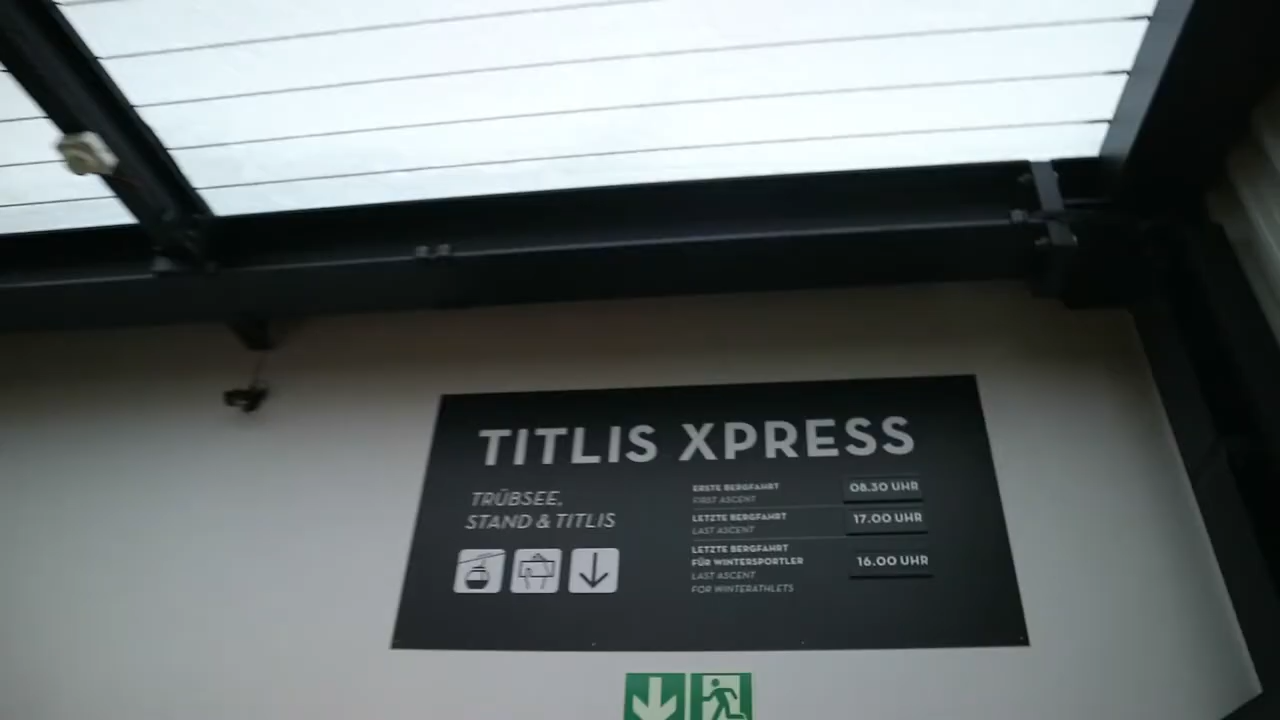 TITLIS XPRESS
TRÜBSEE,
STAND & TITLIS
ERSTE BERGFAHRT
FIRST ASCENT
08.30 UHR
LETZTE BERGFAHRT
LAST ASCENT
17.00 UHR
LETZTE BERGFAHRT
FÜR WINTERSPORTLER
LAST ASCENT
FOR WINTERATHLETS
16.00 UHR